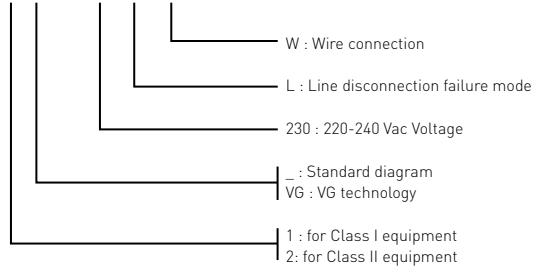 W : Wire connection
L : Line disconnection failure mode
230 : 220-240 Vac Voltage
_ : Standard diagram
VG : VG technology
1 : for Class I equipment
2: for Class II equipment